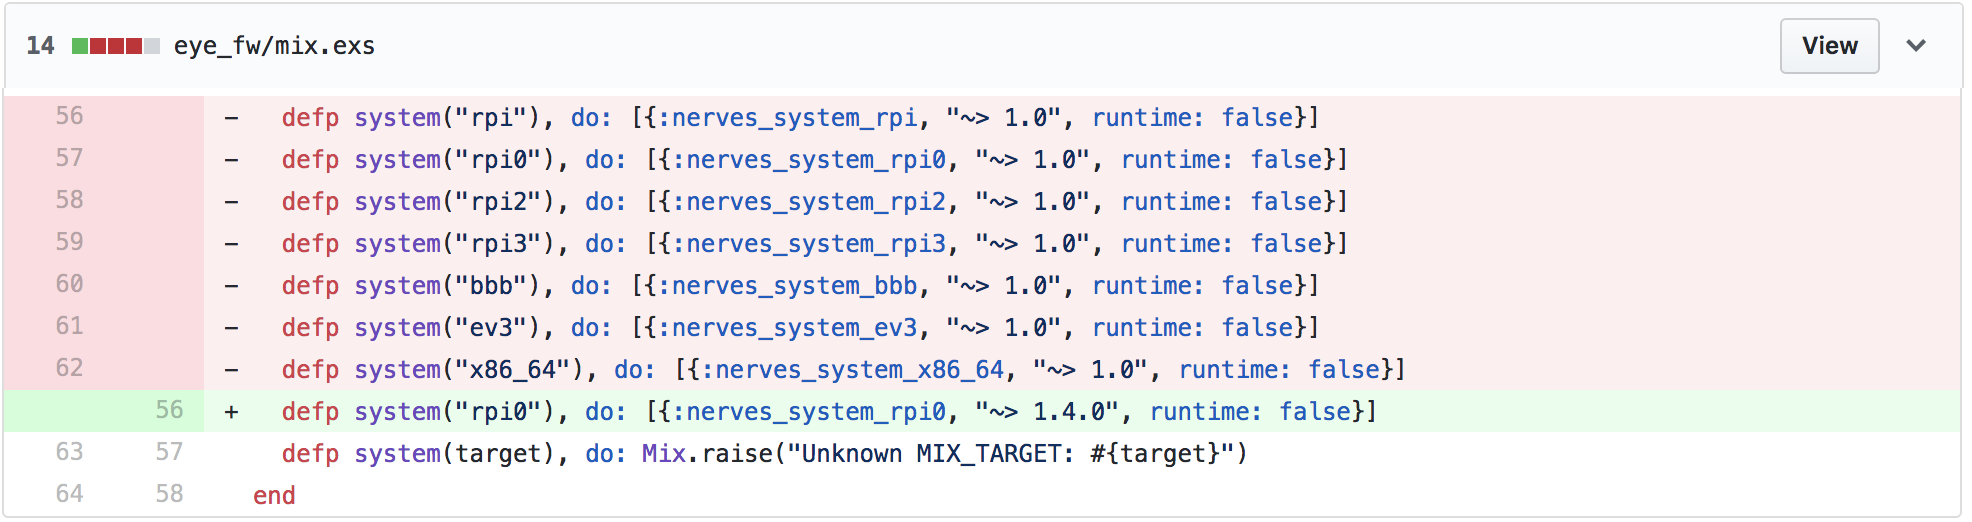 14 eye_fw/mix.exs View
56 - defp system("rpi"), do: [{:nerves_system_rpi, "~> 1.0", runtime: false}]
57 - defp system("rpi0"), do: [{:nerves_system_rpi0, "~> 1.0", runtime: false}]
58 - defp system("rpi2"), do: [{:nerves_system_rpi2, "~> 1.0", runtime: false}]
59 - defp system("rpi3"), do: [{:nerves_system_rpi3, "~> 1.0", runtime: false}]
60 - defp system("bbb"), do: [{:nerves_system_bbb, "~> 1.0", runtime: false}]
61 - defp system("ev3"), do: [{:nerves_system_ev3, "~> 1.0", runtime: false}]
62 - defp system("x86_64"), do: [{:nerves_system_x86_64, "~> 1.0", runtime: false}]
56 + defp system("rpi0"), do: [{:nerves_system_rpi0, "~> 1.4.0", runtime: false}]
63 57 defp system(target), do: Mix.raise("Unknown MIX_TARGET: #{target}")
64 58 end